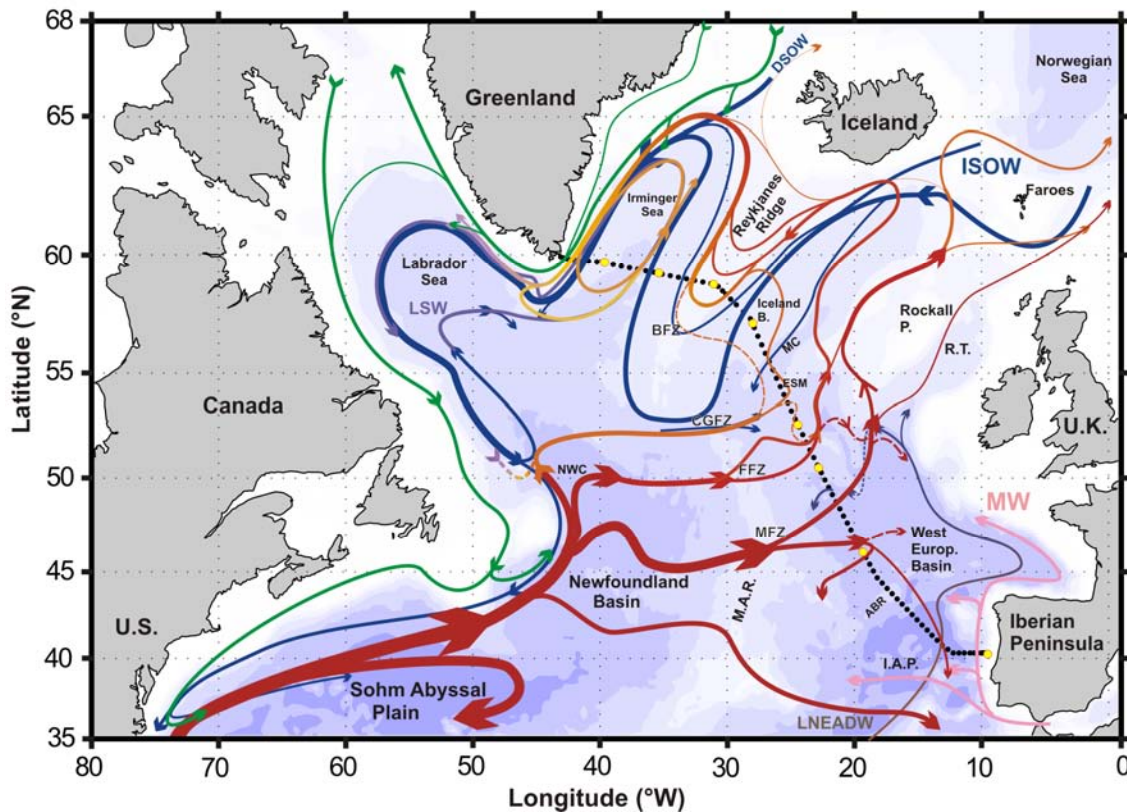 68
65
60
55
50
45
40
35
Latitude (°N)
80
70
60
50
40
30
20
10
0
Longitude (°W)
Greenland
DSOW
Iceland
Norwegian
Sea
ISOW
Faroes
Irminger
Sea
Reykjanes
Ridge
Labrador
Sea
LSW
Iceland
B.
BFZ
MC
Rockall
P.
R.T.
ESM
Canada
CGFZ
U.K.
NWC
FFZ
MW
MFZ
West
Europ.
Basin
Newfoundland
Basin
M.A.R.
ABR
U.S.
Iberian
Peninsula
I.A.P.
Sohm Abyssal
Plain
LNEADW